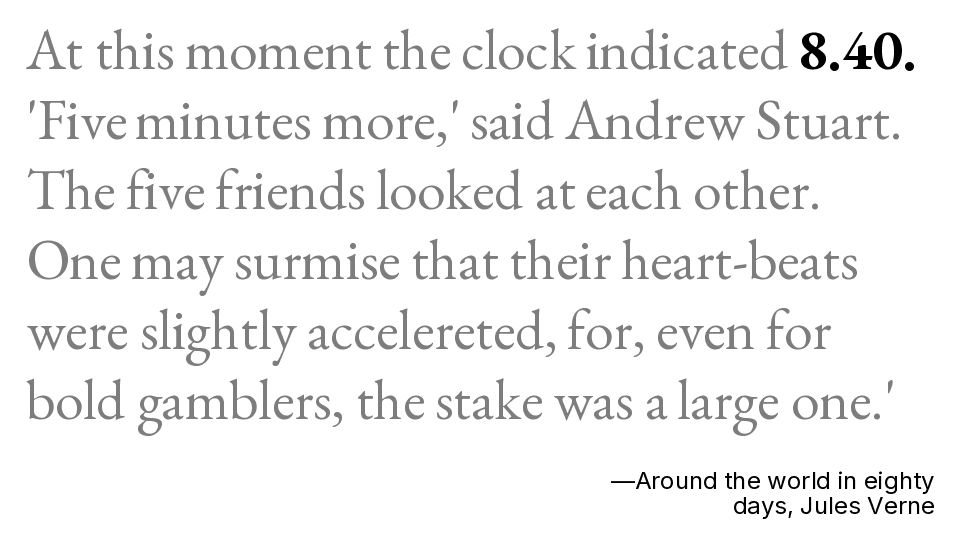 At this moment the clock indicated 8.40.
'Five minutes more,' said Andrew Stuart.
The five friends looked at each other.
One may surmise that their heart-beats
were slightly accelereted, for, even for
bold gamblers, the stake was a large one.'
—Around the world in eighty
days, Jules Verne